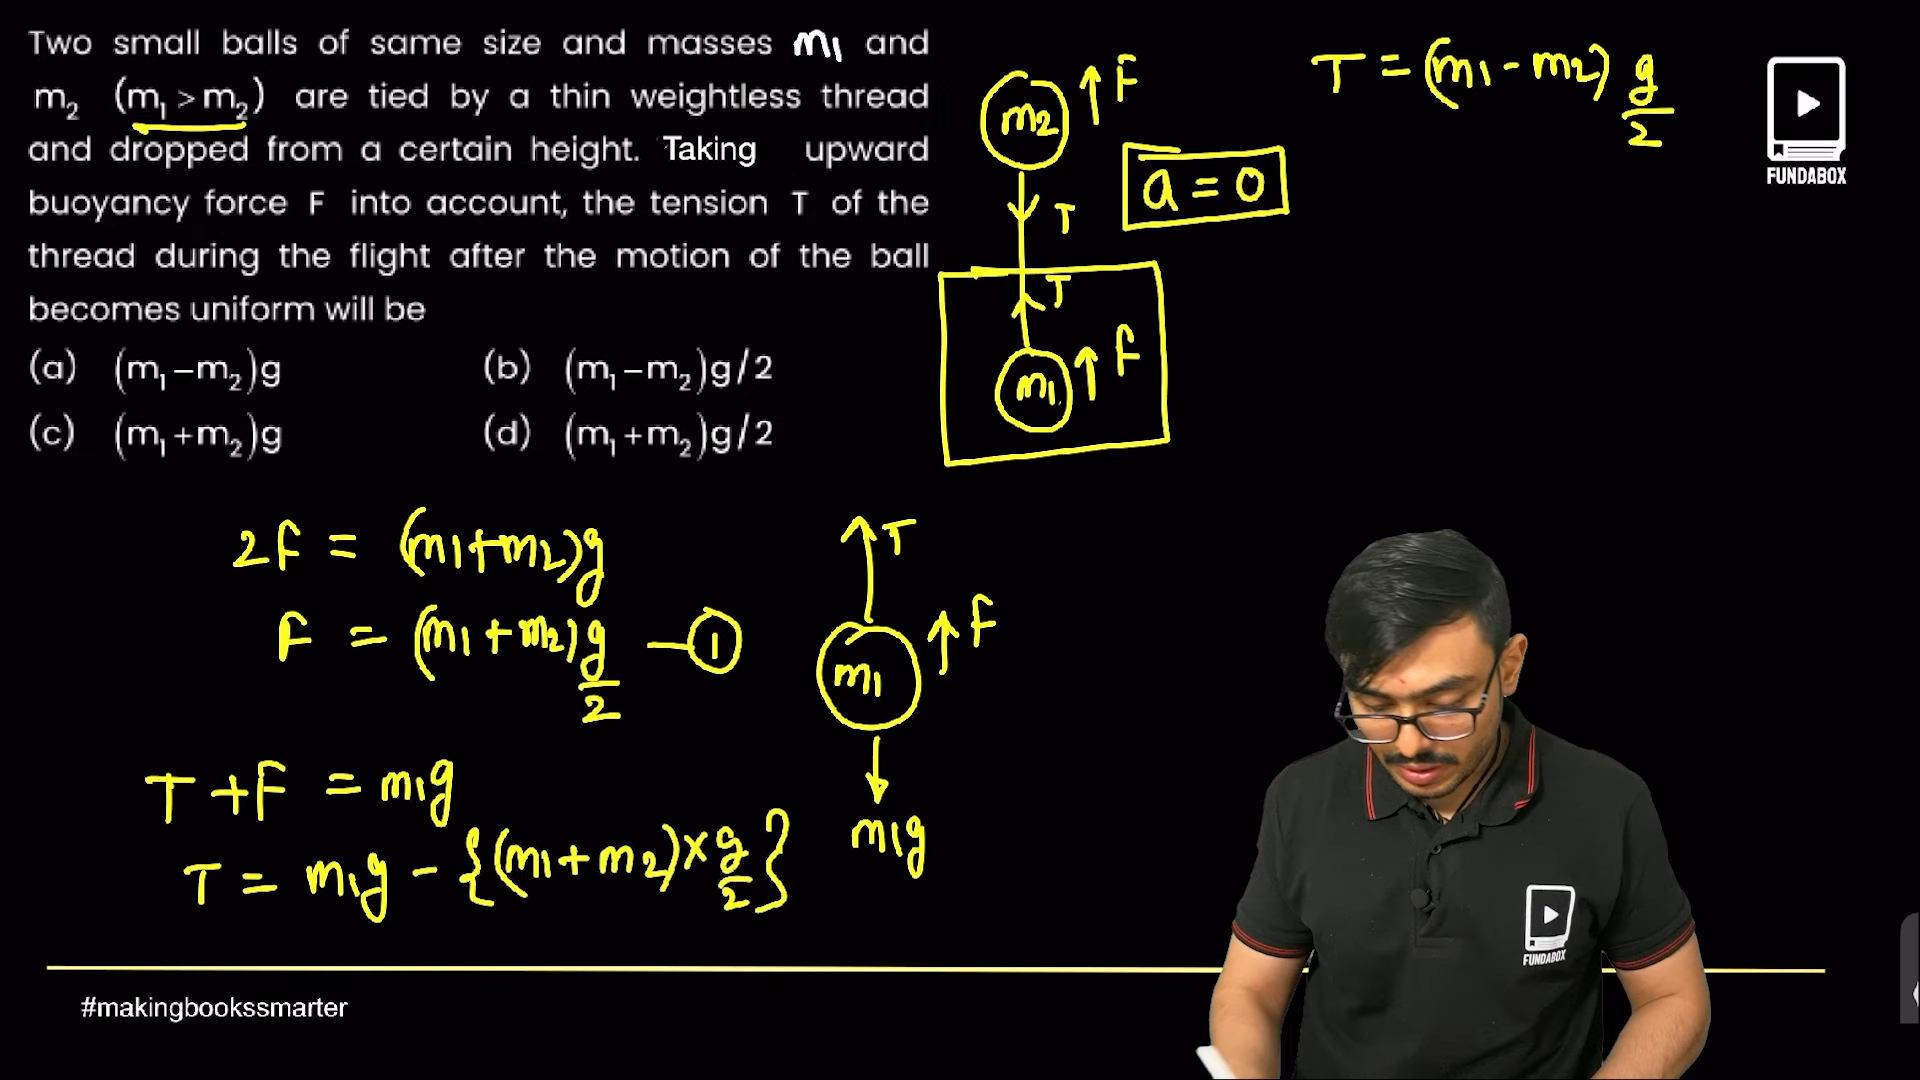 Two small balls of same size and masses m₁ and
m₂ (m₁ > m₂) are tied by a thin weightless thread
and dropped from a certain height. Taking upward
buoyancy force F into account, the tension T of the
thread during the flight after the motion of the ball
becomes uniform will be
(a) (m₁−m₂)g (b) (m₁−m₂)g/2
(c) (m₁+m₂)g (d) (m₁+m₂)g/2
m₂ F
T
T
m₁ F
a = 0
T = (m₁ - m₂) g/2
FUNDABOX
2F = (m₁+m₂)g
F = (m₁+m₂)g/2 —①
T + F = m₁g
T = m₁g - {(m₁+m₂)×g/2}
T
F
m₁
m₁g
FUNDABOX
#makingbookssmarter